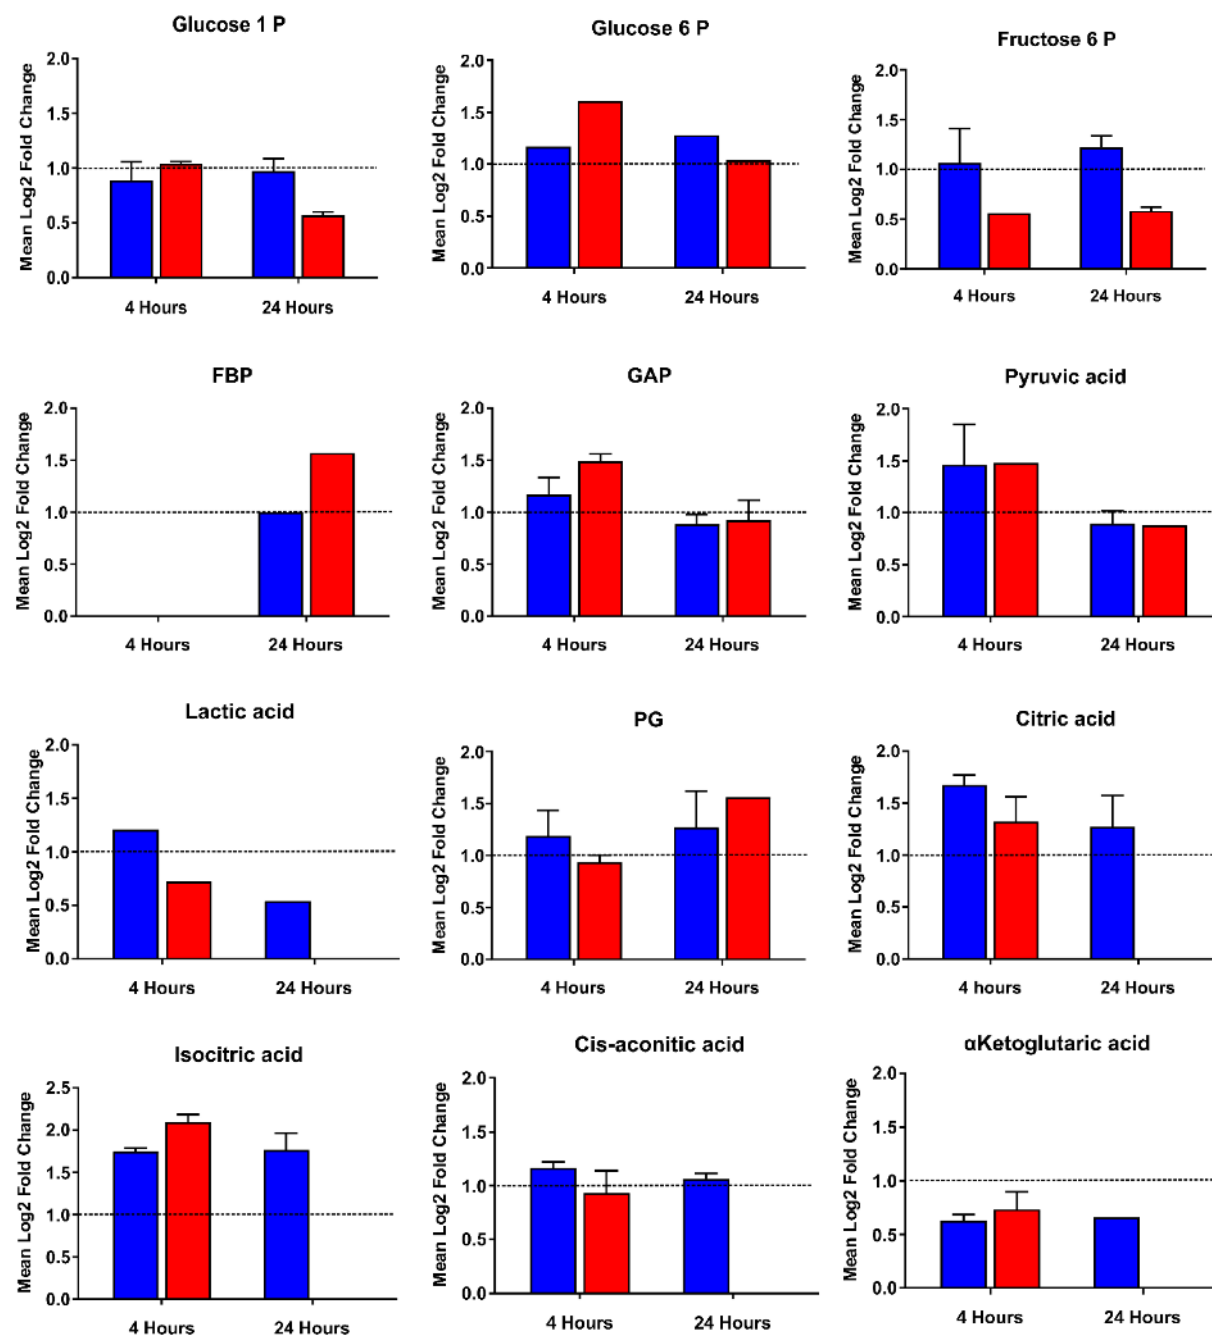 Glucose 1 P
Mean Log2 Fold Change
2.0
1.5
1.0
0.5
0.0
4 Hours
24 Hours
Glucose 6 P
Mean Log2 Fold Change
2.0
1.5
1.0
0.5
0.0
4 Hours
24 Hours
Fructose 6 P
Mean Log2 Fold Change
2.0
1.5
1.0
0.5
0.0
4 Hours
24 Hours
FBP
Mean Log2 Fold Change
2.0
1.5
1.0
0.5
0.0
4 Hours
24 Hours
GAP
Mean Log2 Fold Change
2.0
1.5
1.0
0.5
0.0
4 Hours
24 Hours
Pyruvic acid
Mean Log2 Fold Change
2.0
1.5
1.0
0.5
0.0
4 Hours
24 Hours
Lactic acid
Mean Log2 Fold Change
2.0
1.5
1.0
0.5
0.0
4 Hours
24 Hours
PG
Mean Log2 Fold Change
2.0
1.5
1.0
0.5
0.0
4 Hours
24 Hours
Citric acid
Mean Log2 Fold Change
2.0
1.5
1.0
0.5
0.0
4 hours
24 Hours
Isocitric acid
Mean Log2 Fold Change
2.5
2.0
1.5
1.0
0.5
0.0
4 Hours
24 Hours
Cis-aconitic acid
Mean Log2 Fold Change
2.0
1.5
1.0
0.5
0.0
4 Hours
24 Hours
αKetoglutaric acid
Mean Log2 Fold Change
2.0
1.5
1.0
0.5
0.0
4 Hours
24 Hours